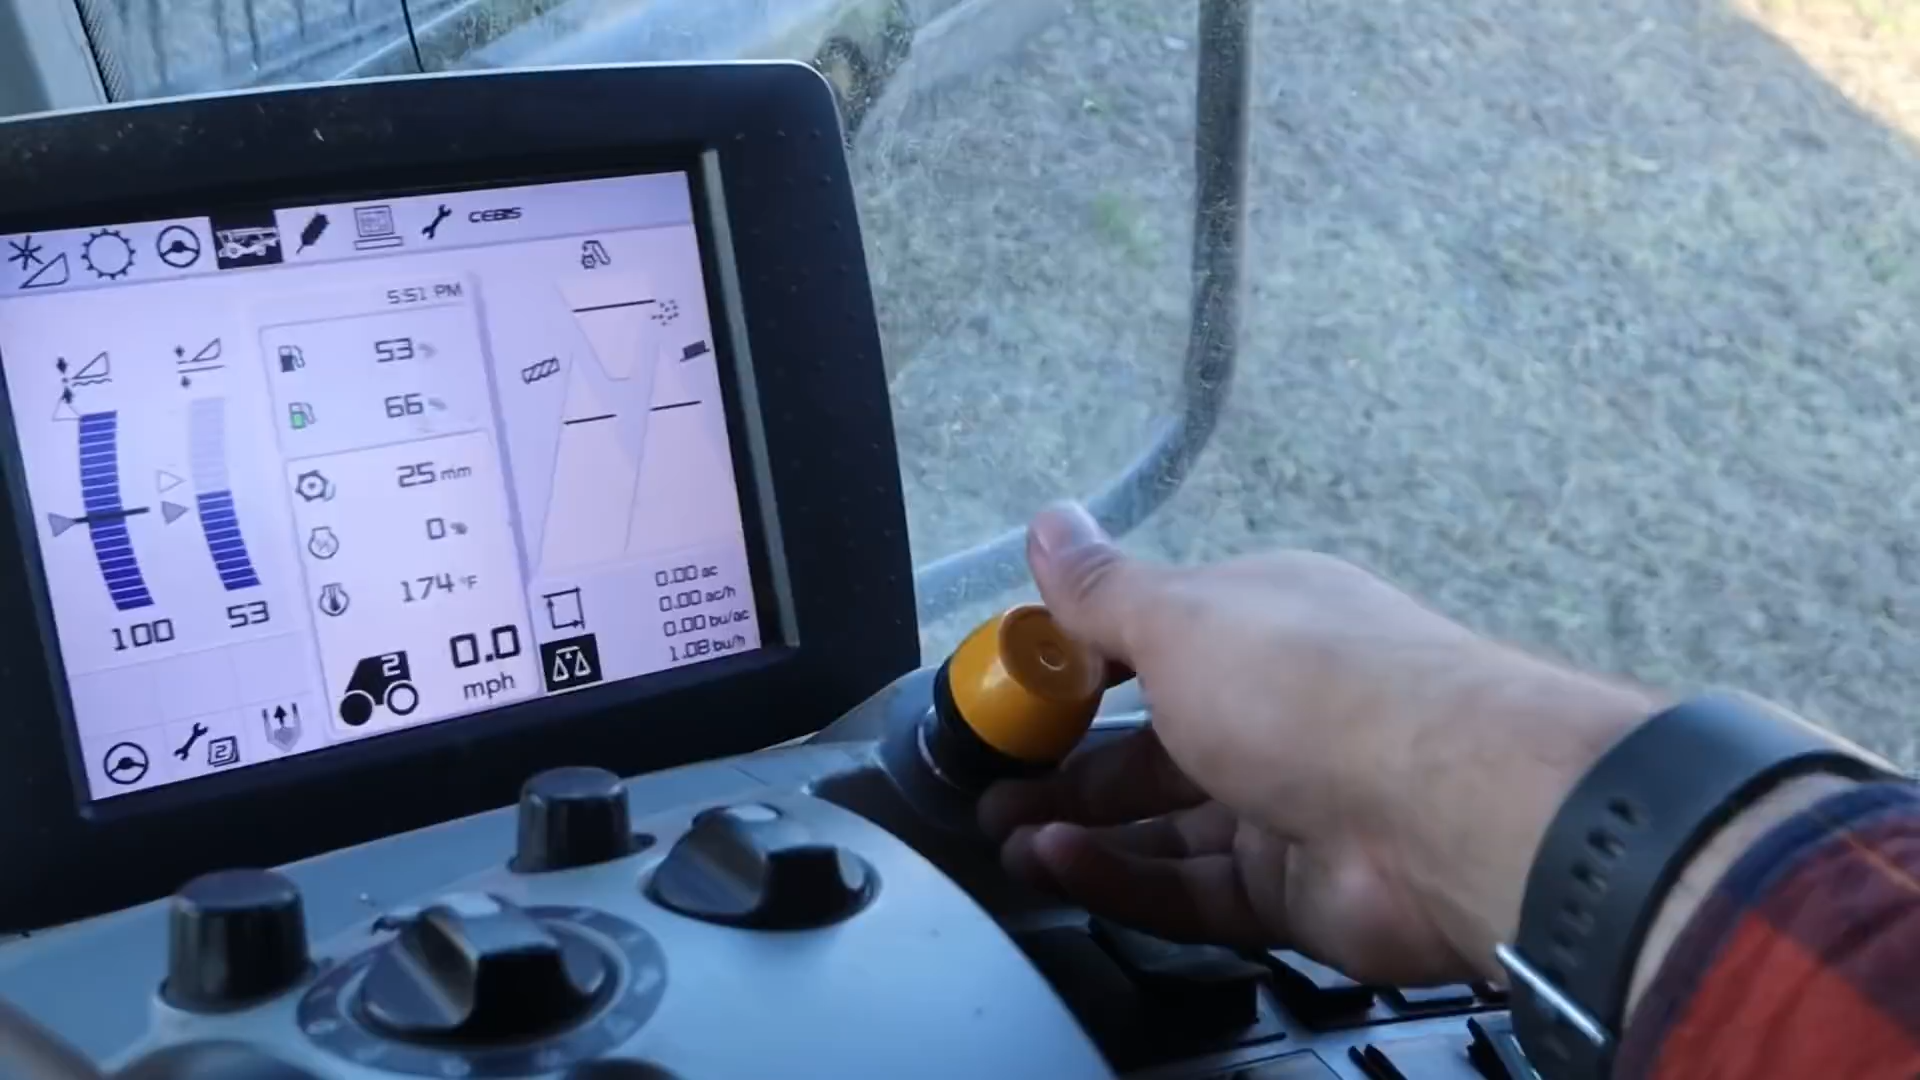 CEBIS
5:51 PM
53 %
66 %
25 mm
0 %
174 °F
100
53
2
0.0
mph
0.00 ac
0.00 ac/h
0.00 bu/ac
1.08 bu/h
2